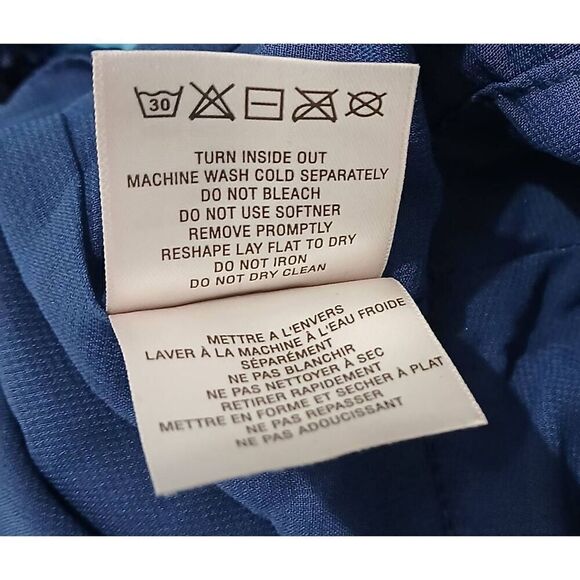 30
TURN INSIDE OUT
MACHINE WASH COLD SEPARATELY
DO NOT BLEACH
DO NOT USE SOFTNER
REMOVE PROMPTLY
RESHAPE LAY FLAT TO DRY
DO NOT IRON
DO NOT DRY CLEAN
METTRE A L'ENVERS
LAVER À LA MACHINE À L'EAU FROIDE
SÉPARÉMENT
NE PAS BLANCHIR
NE PAS NETTOYER À SEC
RETIRER RAPIDEMENT
METTRE EN FORME ET SECHER À PLAT
NE PAS REPASSER
NE PAS ADOUCISSANT